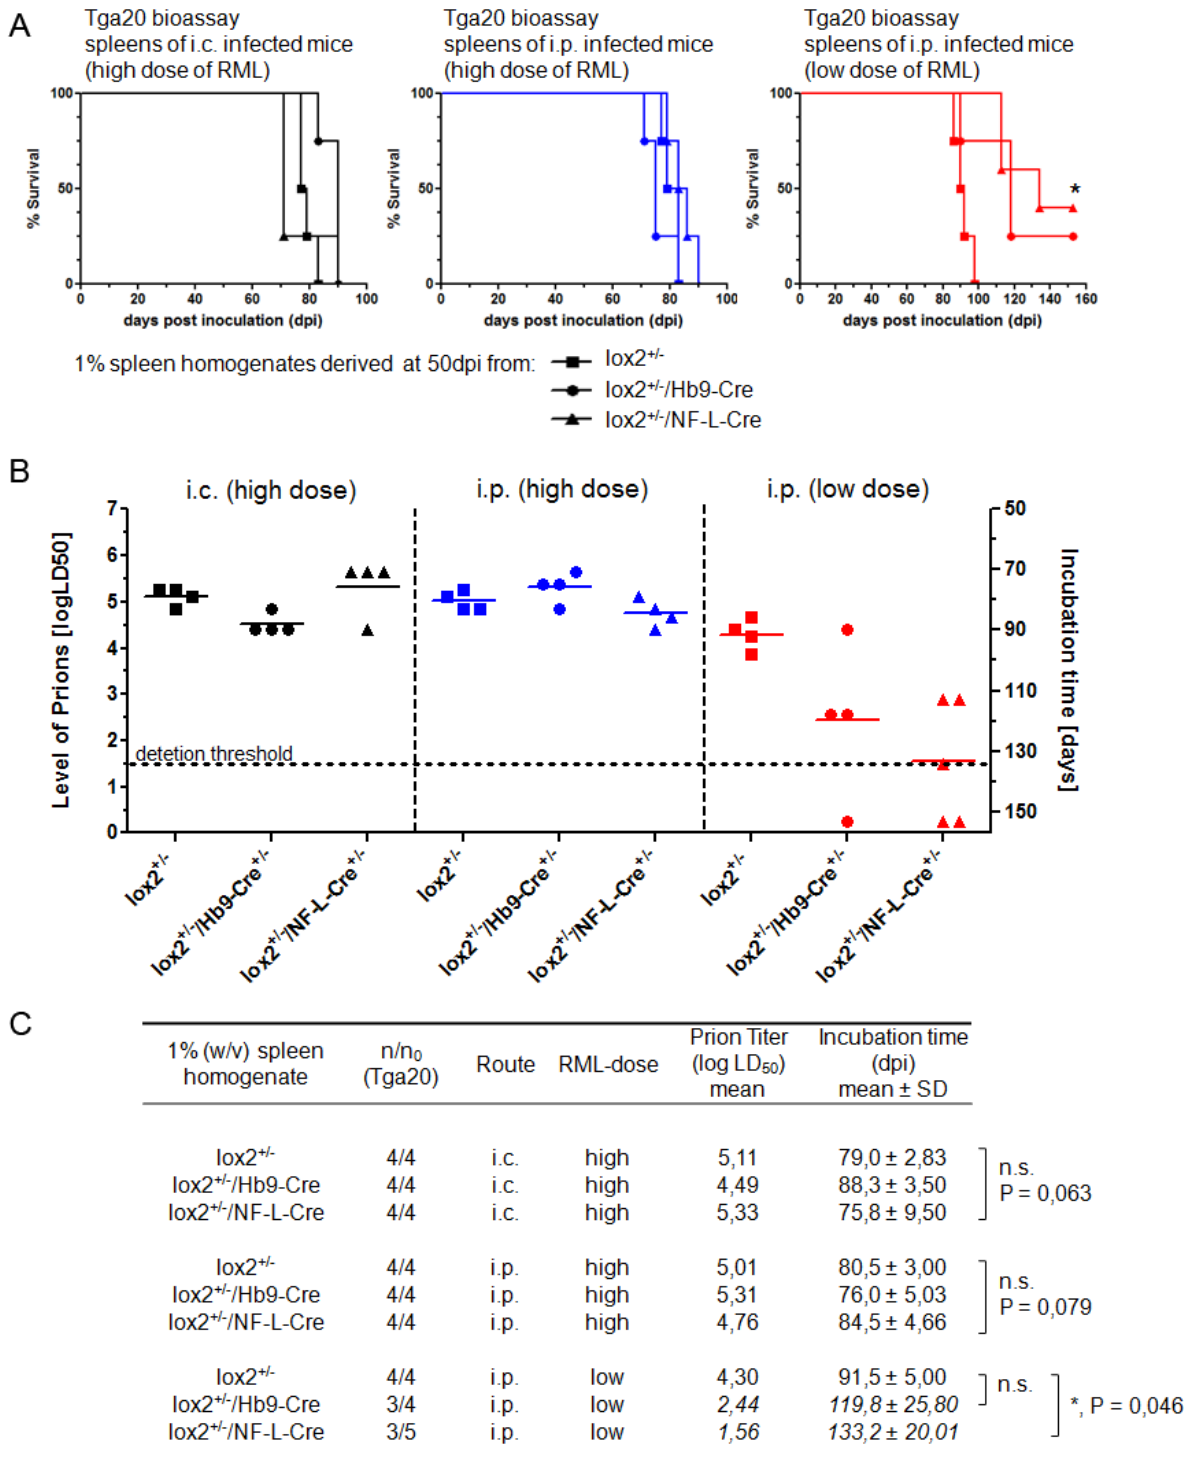 A
Tga20 bioassay
spleens of i.c. infected mice
(high dose of RML)
Tga20 bioassay
spleens of i.p. infected mice
(high dose of RML)
Tga20 bioassay
spleens of i.p. infected mice
(low dose of RML)
% Survival
100
50
0
0 20 40 60 80 100
days post inoculation (dpi)
% Survival
100
50
0
0 20 40 60 80 100
days post inoculation (dpi)
% Survival
100
50
0
*
0 20 40 60 80 100 120 140 160
days post inoculation (dpi)
1% spleen homogenates derived at 50dpi from:
lox2+/-
lox2+/-/Hb9-Cre
lox2+/-/NF-L-Cre
B
i.c. (high dose) i.p. (high dose) i.p. (low dose)
Level of Prions [logLD50]
7
6
5
4
3
2
1
0
detetion threshold
50
70
90
110
130
150
Incubation time [days]
lox2+/-
lox2+/-/Hb9-Cre+/-
lox2+/-/NF-L-Cre+/-
lox2+/-
lox2+/-/Hb9-Cre+/-
lox2+/-/NF-L-Cre+/-
lox2+/-
lox2+/-/Hb9-Cre+/-
lox2+/-/NF-L-Cre+/-
C
1% (w/v) spleen homogenate
n/n0 (Tga20)
Route
RML-dose
Prion Titer (log LD50) mean
Incubation time (dpi) mean ± SD
lox2+/- 4/4 i.c. high 5,11 79,0 ± 2,83
lox2+/-/Hb9-Cre 4/4 i.c. high 4,49 88,3 ± 3,50
lox2+/-/NF-L-Cre 4/4 i.c. high 5,33 75,8 ± 9,50
n.s.
P = 0,063
lox2+/- 4/4 i.p. high 5,01 80,5 ± 3,00
lox2+/-/Hb9-Cre 4/4 i.p. high 5,31 76,0 ± 5,03
lox2+/-/NF-L-Cre 4/4 i.p. high 4,76 84,5 ± 4,66
n.s.
P = 0,079
lox2+/- 4/4 i.p. low 4,30 91,5 ± 5,00
lox2+/-/Hb9-Cre 3/4 i.p. low 2,44 119,8 ± 25,80
lox2+/-/NF-L-Cre 3/5 i.p. low 1,56 133,2 ± 20,01
n.s.
*, P = 0,046